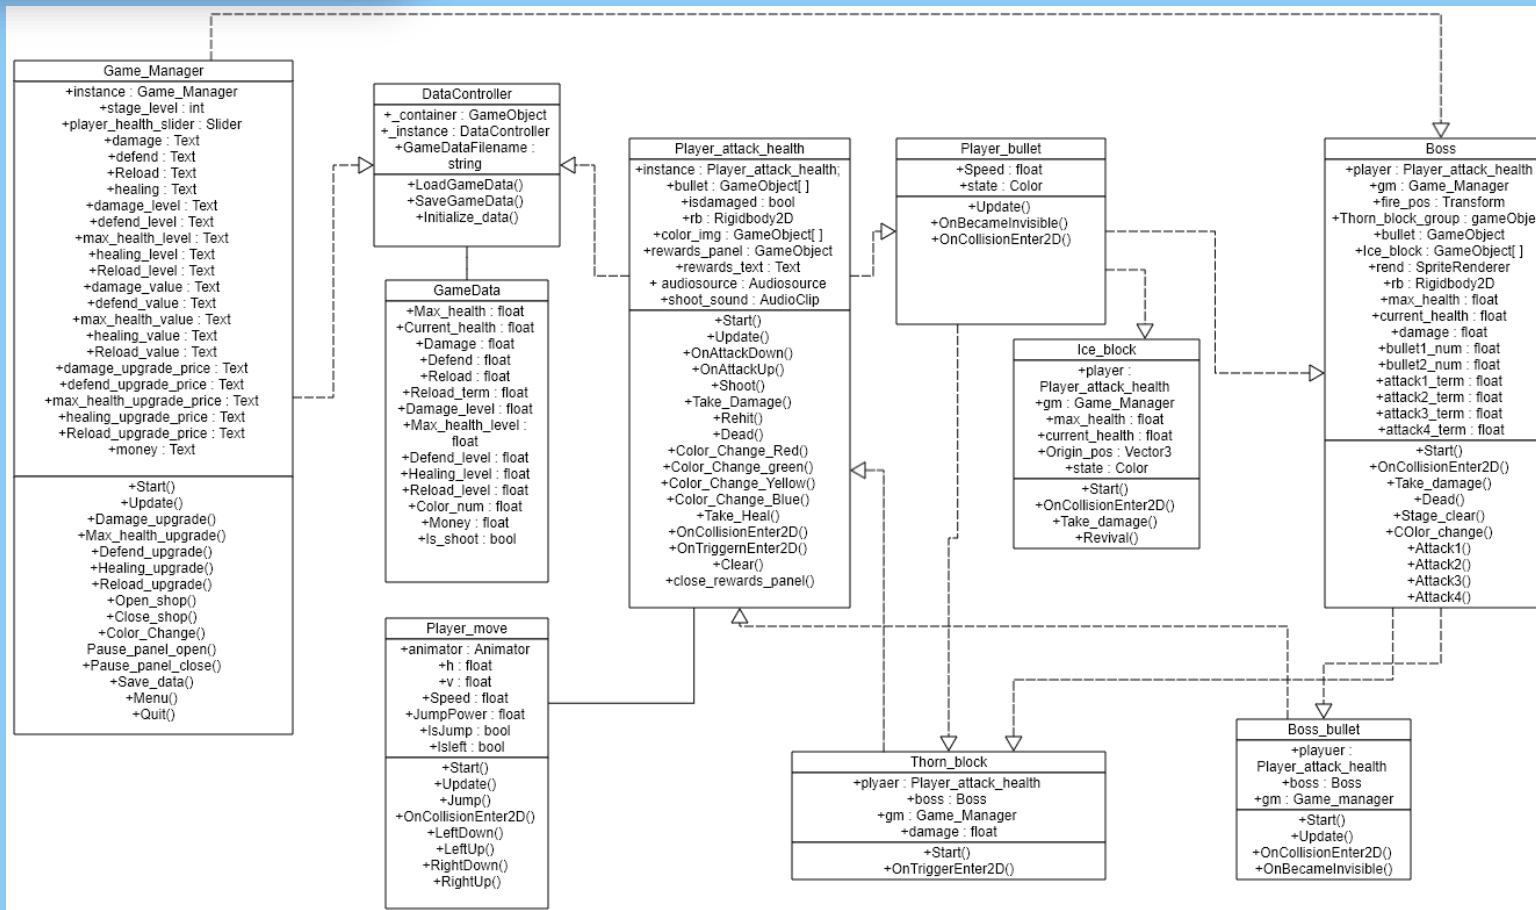 Game_Manager
+instance : Game_Manager
+stage_level : int
+player_health_slider : Slider
+damage : Text
+defend : Text
+Reload : Text
+healing : Text
+damage_level : Text
+defend_level : Text
+max_health_level : Text
+healing_level : Text
+Reload_level : Text
+damage_value : Text
+defend_value : Text
+max_health_value : Text
+healing_value : Text
+Reload_value : Text
+damage_upgrade_price : Text
+defend_upgrade_price : Text
+max_health_upgrade_price : Text
+healing_upgrade_price : Text
+Reload_upgrade_price : Text
+money : Text
+Start()
+Update()
+Damage_upgrade()
+Max_health_upgrade()
+Defend_upgrade()
+Healing_upgrade()
+Reload_upgrade()
+Open_shop()
+Close_shop()
+Color_Change()
Pause_panel_open()
+Pause_panel_close()
+Save_data()
+Menu()
+Quit()
DataController
+_container : GameObject
+_instance : DataController
+GameDataFilename :
string
+LoadGameData()
+SaveGameData()
+Initialize_data()
GameData
+Max_health : float
+Current_health : float
+Damage : float
+Defend : float
+Reload : float
+Reload_term : float
+Damage_level : float
+Max_health_level :
float
+Defend_level : float
+Healing_level : float
+Reload_level : float
+Color_num : float
+Money : float
+Is_shoot : bool
Player_move
+animator : Animator
+h : float
+v : float
+Speed : float
+JumpPower : float
+IsJump : bool
+Isleft : bool
+Start()
+Update()
+Jump()
+OnCollisionEnter2D()
+LeftDown()
+LeftUp()
+RightDown()
+RightUp()
Player_attack_health
+instance : Player_attack_health;
+bullet : GameObject[ ]
+isdamaged : bool
+rb : Rigidbody2D
+color_img : GameObject[ ]
+rewards_panel : GameObject
+rewards_text : Text
+ audiosource : Audiosource
+shoot_sound : AudioClip
+Start()
+Update()
+OnAttackDown()
+OnAttackUp()
+Shoot()
+Take_Damage()
+Rehit()
+Dead()
+Color_Change_Red()
+Color_Change_green()
+Color_Change_Yellow()
+Color_Change_Blue()
+Take_Heal()
+OnCollisionEnter2D()
+OnTriggernEnter2D()
+Clear()
+close_rewards_panel()
Player_bullet
+Speed : float
+state : Color
+Update()
+OnBecameInvisible()
+OnCollisionEnter2D()
Ice_block
+player :
Player_attack_health
+gm : Game_Manager
+max_health : float
+current_health : float
+Origin_pos : Vector3
+state : Color
+Start()
+OnCollisionEnter2D()
+Take_damage()
+Revival()
Thorn_block
+plyaer : Player_attack_health
+boss : Boss
+gm : Game_Manager
+damage : float
+Start()
+OnTriggerEnter2D()
Boss
+player : Player_attack_health
+gm : Game_Manager
+fire_pos : Transform
+Thorn_block_group : gameObje
+bullet : GameObject
+Ice_block : GameObject[ ]
+rend : SpriteRenderer
+rb : Rigidbody2D
+max_health : float
+current_health : float
+damage : float
+bullet1_num : float
+bullet2_num : float
+attack1_term : float
+attack2_term : float
+attack3_term : float
+attack4_term : float
+Start()
+OnCollisionEnter2D()
+Take_damage()
+Dead()
+Stage_clear()
+COlor_change()
+Attack1()
+Attack2()
+Attack3()
+Attack4()
Boss_bullet
+playuer :
Player_attack_health
+boss : Boss
+gm : Game_manager
+Start()
+Update()
+OnCollisionEnter2D()
+OnBecameInvisible()